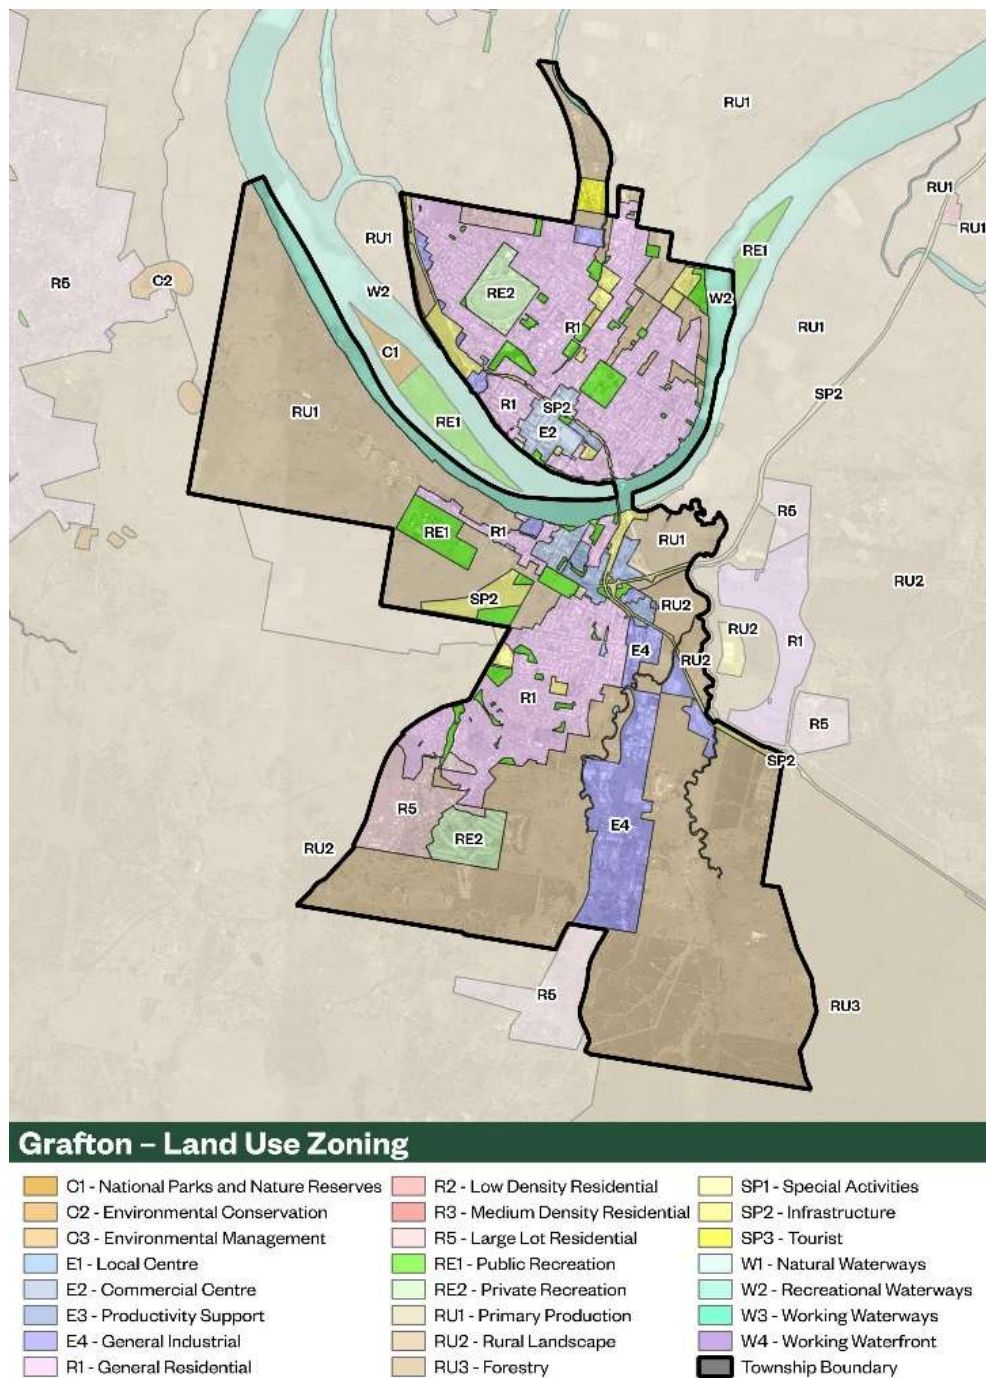 RU1
RU1
RU1
R5
C2
RU1
RE1
W2
RE2
W2
R1
RU1
C1
SP2
RU1
R1
SP2
RE1
E2
R5
RE1
R1
RU1
RU2
SP2
RU2
RU2
R1
E4
RU2
R1
R5
SP2
R5
E4
RE2
RU2
R5
RU3
Grafton – Land Use Zoning
C1 - National Parks and Nature Reserves
C2 - Environmental Conservation
C3 - Environmental Management
E1 - Local Centre
E2 - Commercial Centre
E3 - Productivity Support
E4 - General Industrial
R1 - General Residential
R2 - Low Density Residential
R3 - Medium Density Residential
R5 - Large Lot Residential
RE1 - Public Recreation
RE2 - Private Recreation
RU1 - Primary Production
RU2 - Rural Landscape
RU3 - Forestry
SP1 - Special Activities
SP2 - Infrastructure
SP3 - Tourist
W1 - Natural Waterways
W2 - Recreational Waterways
W3 - Working Waterways
W4 - Working Waterfront
Township Boundary